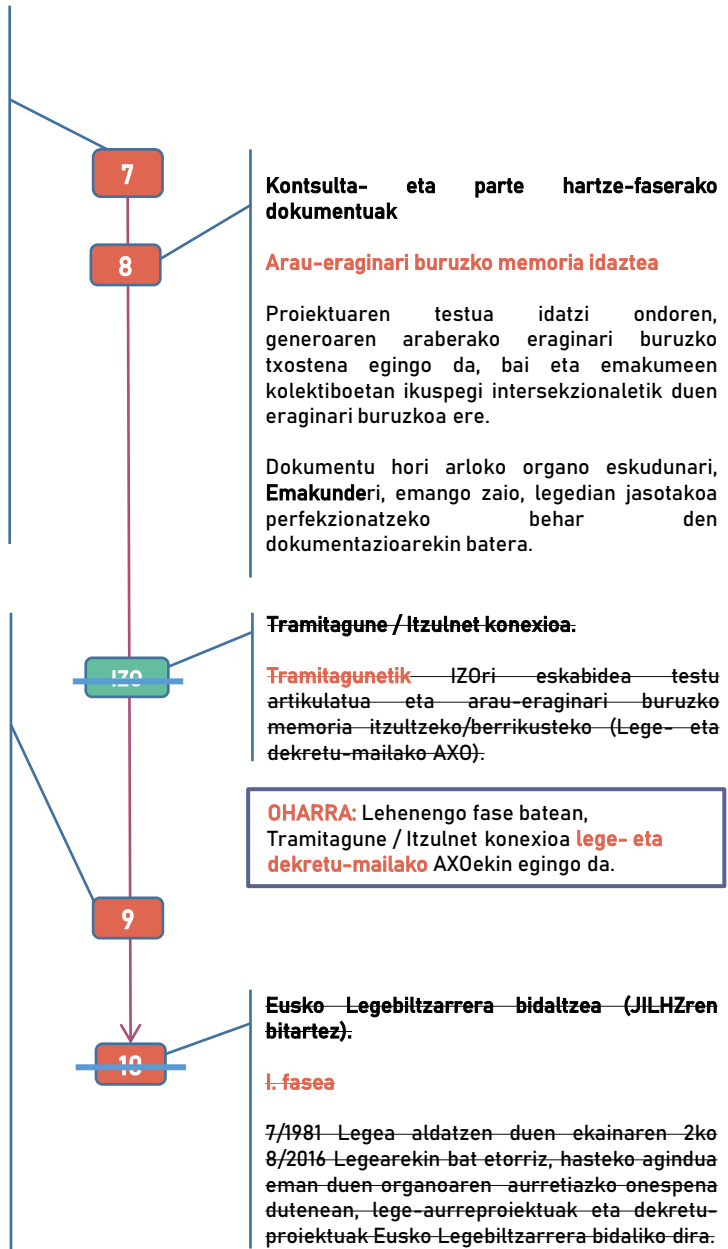 7
Kontsulta- eta parte hartze-faserako
dokumentuak
8
Arau-eraginari buruzko memoria idaztea
Proiektuaren testua idatzi ondoren,
generoaren araberako eraginari buruzko
txostena egingo da, bai eta emakumeen
kolektiboetan ikuspegi intersekzionaletik duen
eraginari buruzkoa ere.
Dokumentu hori arloko organo eskudunari,
Emakunderi, emango zaio, legedian jasotakoa
perfekzionatzeko behar den
dokumentazioarekin batera.
Tramitagune / Itzulnet konexioa.
IZO
Tramitagunetik IZOri eskabidea testu
artikulatua eta arau-eraginari buruzko
memoria itzultzeko/berrikusteko (Lege- eta
dekretu-mailako AXO).
OHARRA: Lehenengo fase batean,
Tramitagune / Itzulnet konexioa lege- eta
dekretu-mailako AXOekin egingo da.
9
Eusko Legebiltzarrera bidaltzea (JILHZren
bitartez).
10
I. fasea
7/1981 Legea aldatzen duen ekainaren 2ko
8/2016 Legearekin bat etorriz, hasteko agindua
eman duen organoaren aurretiazko onespena
dutenean, lege-aurreproiektuak eta dekretu-
proiektuak Eusko Legebiltzarrera bidaliko dira.